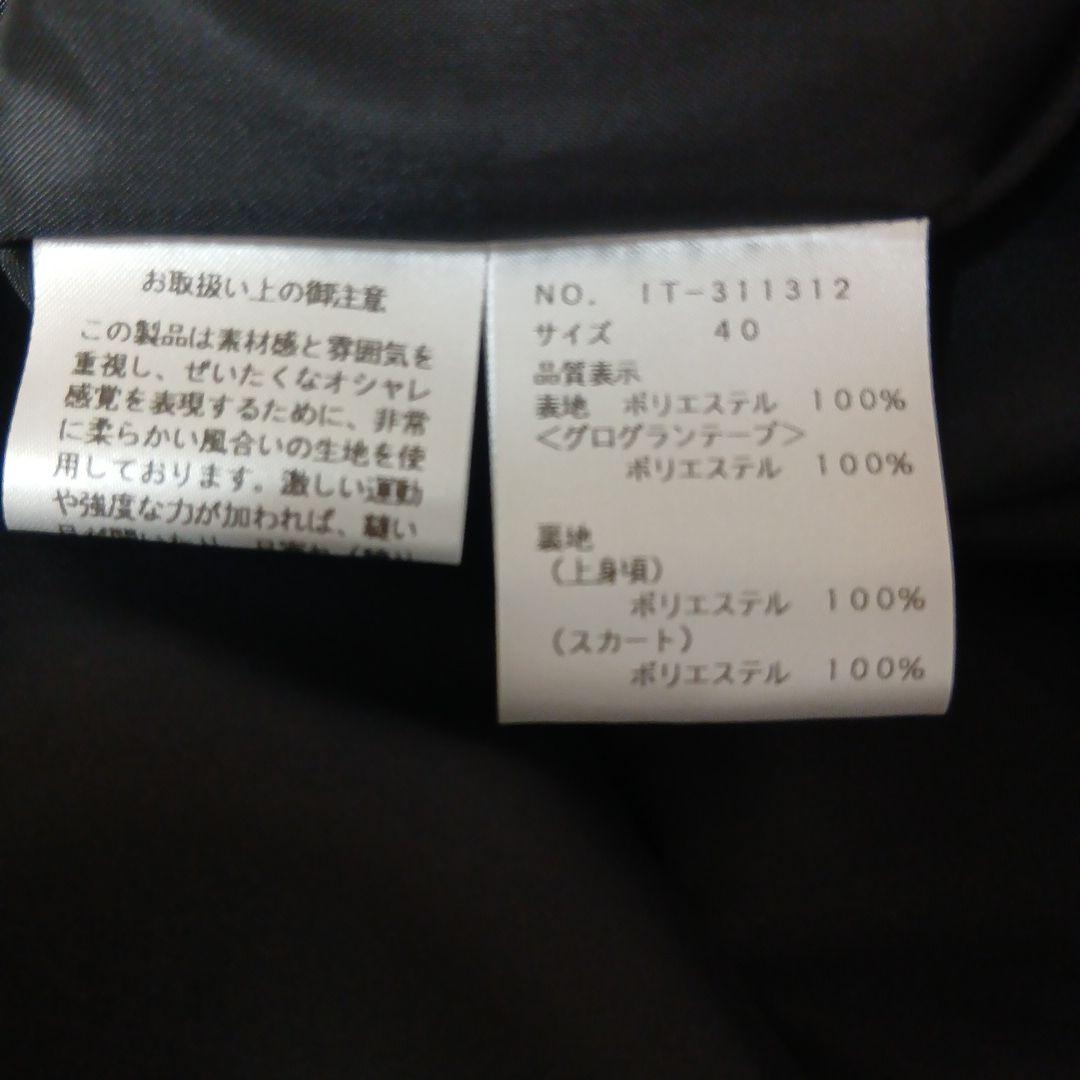 お取扱い上の御注意
この製品は素材感と雰囲気を
重視し、ぜいたくなオシャレ
感覚を表現するために、非常
に柔らかい風合いの生地を使
用しております。激しい運動
や強度な力が加われば、縫い
NO. IT-311312
サイズ 40
品質表示
表地 ポリエステル 100%
<グログランテープ>
ポリエステル 100%
裏地
(上身頃)
ポリエステル 100%
(スカート)
ポリエステル 100%